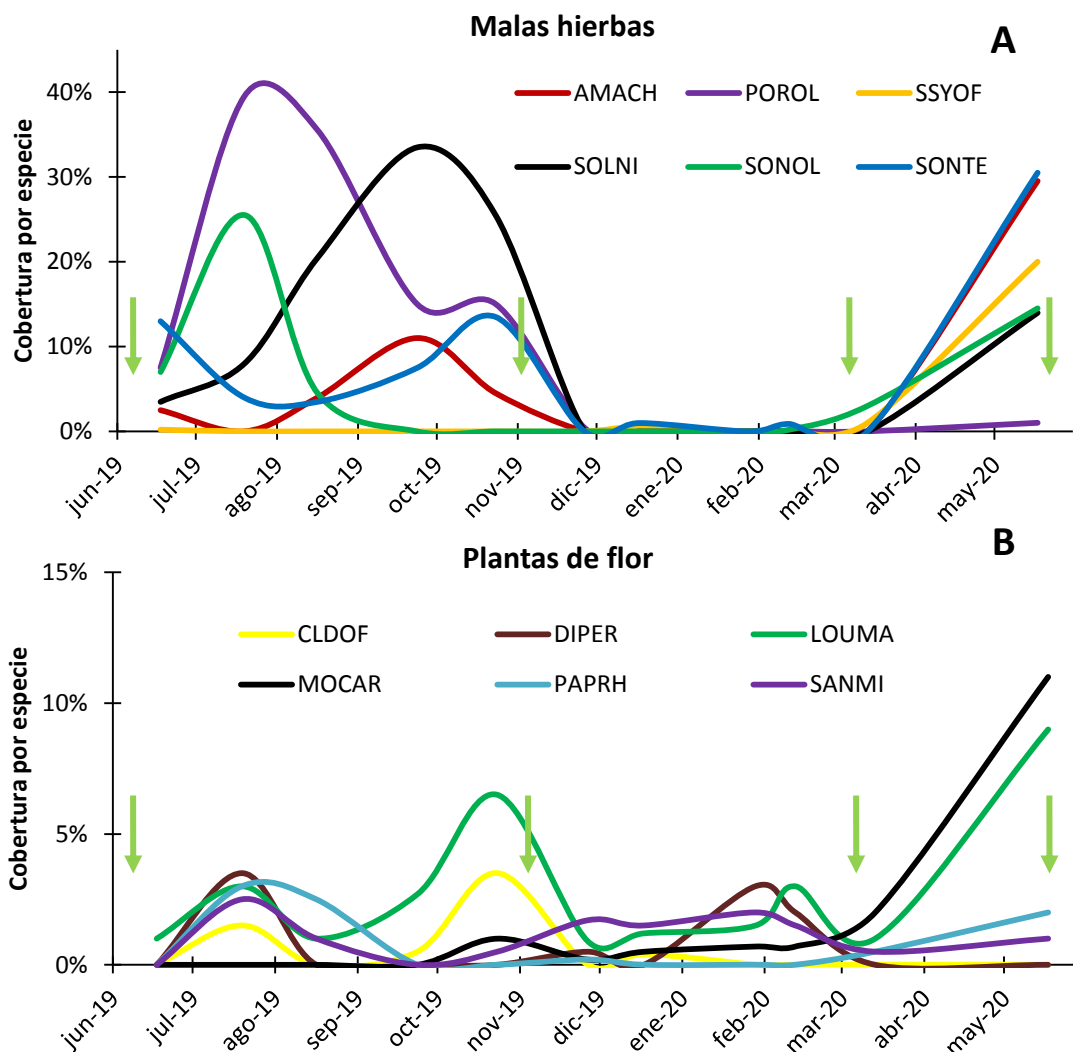 Malas hierbas
A
Cobertura por especie
40%
30%
20%
10%
0%
AMACH POROL SSYOF
SOLNI SONOL SONTE
jun-19 jul-19 ago-19 sep-19 oct-19 nov-19 dic-19 ene-20 feb-20 mar-20 abr-20 may-20
B
Plantas de flor
Cobertura por especie
15%
10%
5%
0%
CLDOF DIPER LOUMA
MOCAR PAPRH SANMI
jun-19 jul-19 ago-19 sep-19 oct-19 nov-19 dic-19 ene-20 feb-20 mar-20 abr-20 may-20